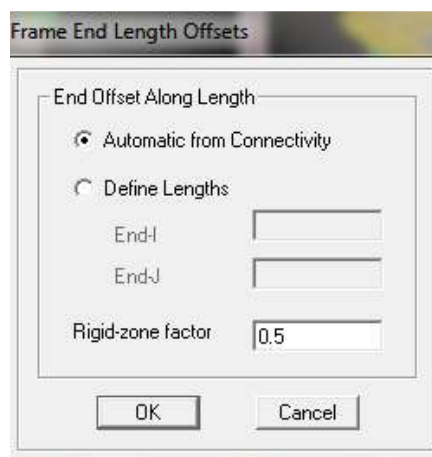 Frame End Length Offsets
End Offset Along Length
Automatic from Connectivity
Define Lengths
End-I
End-J
Rigid-zone factor
0.5
OK
Cancel